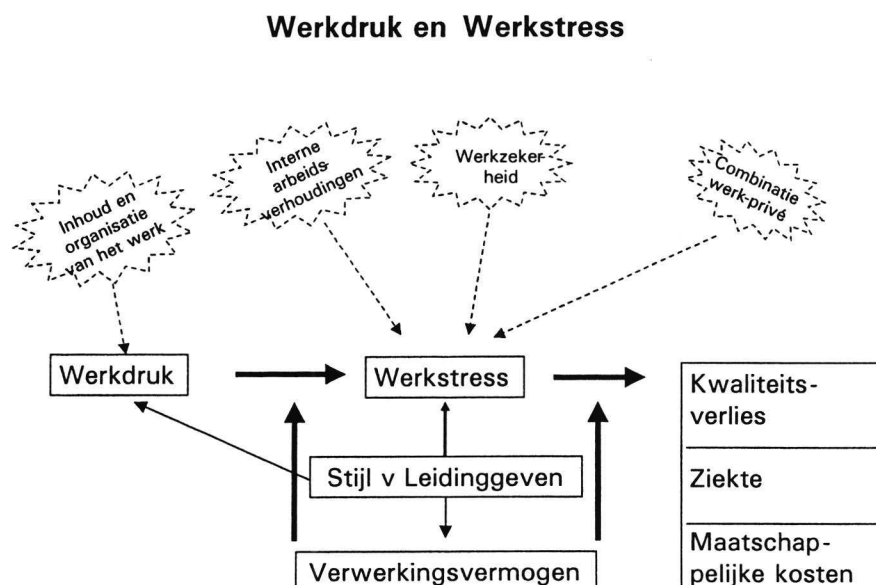 Werkdruk en Werkstress
Inhoud en
organisatie
van het werk
Interne
arbeids-
verhoudingen
Werkzeker-
heid
Combinatie
werk-privé
Werkdruk
Werkstress
Kwaliteits-
verlies
Stijl v Leidinggeven
Ziekte
Verwerkingsvermogen
Maatschap-
pelijke kosten